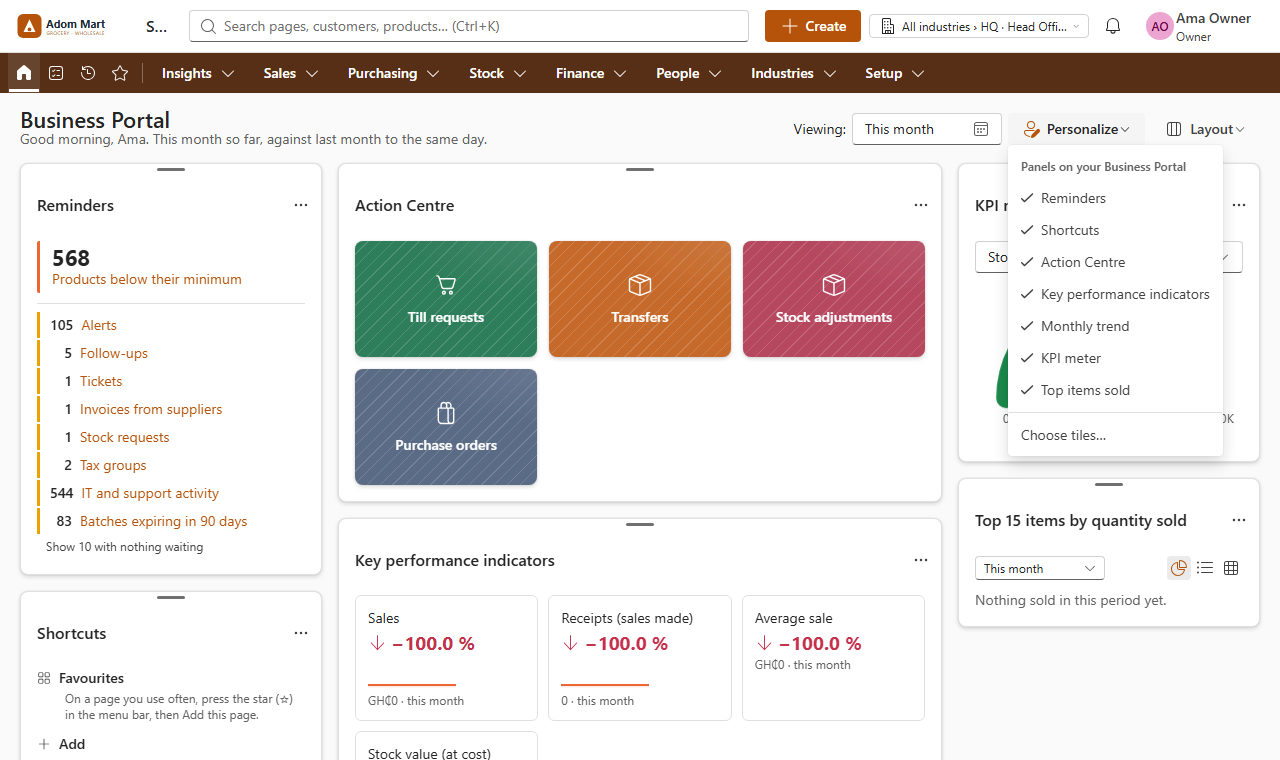 Adom Mart
GROCERY · WHOLESALE
S...
Search pages, customers, products... (Ctrl+K)
Create
All industries › HQ · Head Offi...
AO
Ama Owner
Owner
Insights
Sales
Purchasing
Stock
Finance
People
Industries
Setup
Business Portal
Good morning, Ama. This month so far, against last month to the same day.
Viewing:
This month
Personalize
Layout
Panels on your Business Portal
Reminders
Shortcuts
Action Centre
Key performance indicators
Monthly trend
KPI meter
Top items sold
Choose tiles...
Reminders
568
Products below their minimum
105 Alerts
5 Follow-ups
1 Tickets
1 Invoices from suppliers
1 Stock requests
2 Tax groups
544 IT and support activity
83 Batches expiring in 90 days
Show 10 with nothing waiting
Shortcuts
Favourites
On a page you use often, press the star (☆)
in the menu bar, then Add this page.
Add
Action Centre
Till requests
Transfers
Stock adjustments
Purchase orders
Key performance indicators
Sales
−100.0 %
GH₵0 · this month
Receipts (sales made)
−100.0 %
0 · this month
Average sale
−100.0 %
GH₵0 · this month
Stock value (at cost)
KPI
Sto
0K
Top 15 items by quantity sold
This month
Nothing sold in this period yet.